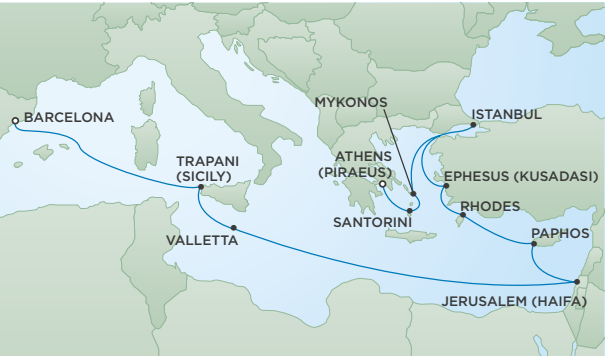 MYKONOS
ISTANBUL
BARCELONA
ATHENS
(PIRAEUS)
TRAPANI
(SICILY)
EPHESUS (KUSADASI)
RHODES
SANTORINI
PAPHOS
VALLETTA
JERUSALEM (HAIFA)